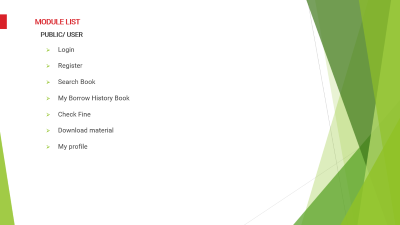 MODULE LIST
PUBLIC/ USER
Login
Register
Search Book
My Borrow History Book
Check Fine
Download material
My profile